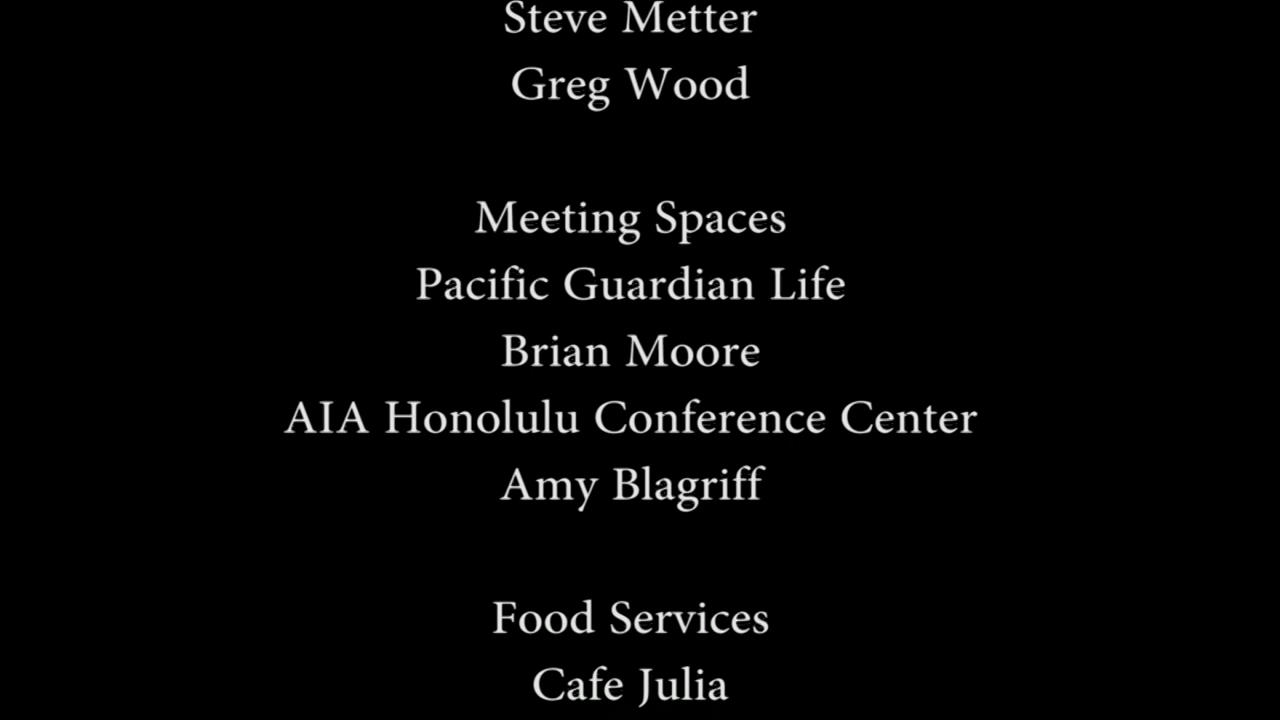 Steve Metter
Greg Wood
Meeting Spaces
Pacific Guardian Life
Brian Moore
AIA Honolulu Conference Center
Amy Blagriff
Food Services
Cafe Julia